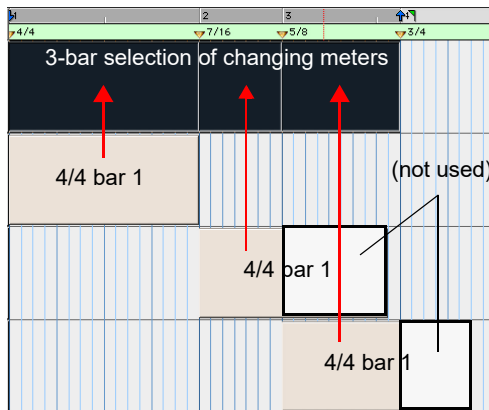 1 2 3 4
4/4 7/16 5/8 3/4
3-bar selection of changing meters
4/4 bar 1
(not used)
4/4 bar 1
4/4 bar 1